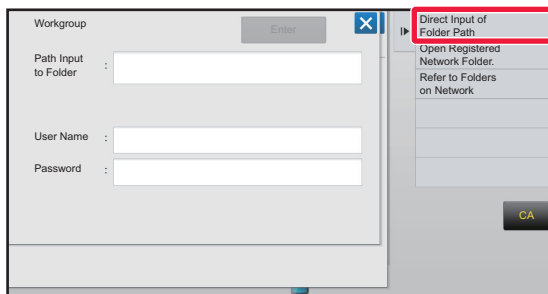 Workgroup
Enter
Path Input
to Folder :
User Name :
Password :
Direct Input of
Folder Path
Open Registered
Network Folder.
Refer to Folders
on Network
CA